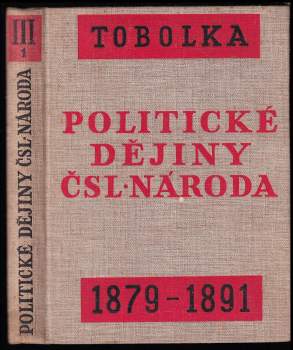 III
1
POLITICKÉ DĚJINY ČSL·NÁRODA
TOBOLKA
POLITICKÉ
DĚJINY
ČSL·NÁRODA
1879-1891